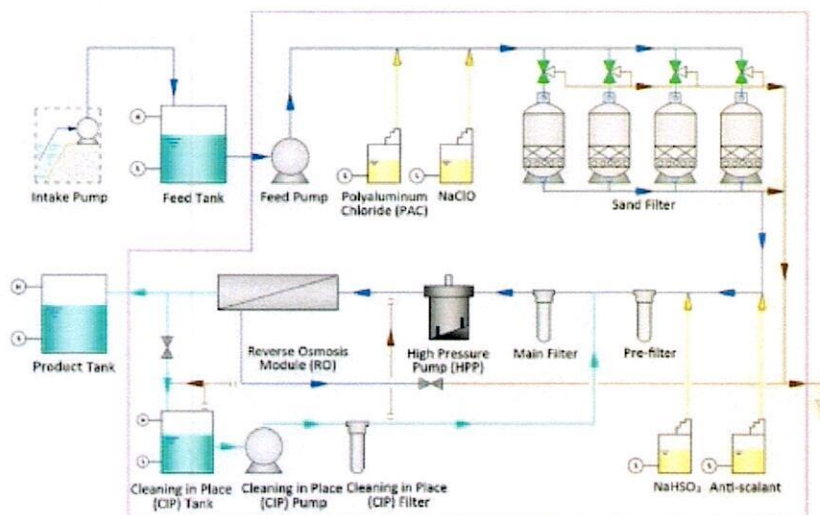 Intake Pump
Feed Tank
Feed Pump
Polyaluminum
Chloride (PAC)
NaClO
Sand Filter
Product Tank
Reverse Osmosis
Module (RO)
High Pressure
Pump (HPP)
Main Filter
Pre-filter
Cleaning in Place
(CIP) Tank
Cleaning in Place
(CIP) Pump
Cleaning in Place
(CIP) Filter
NaHSO₃
Anti-scalant